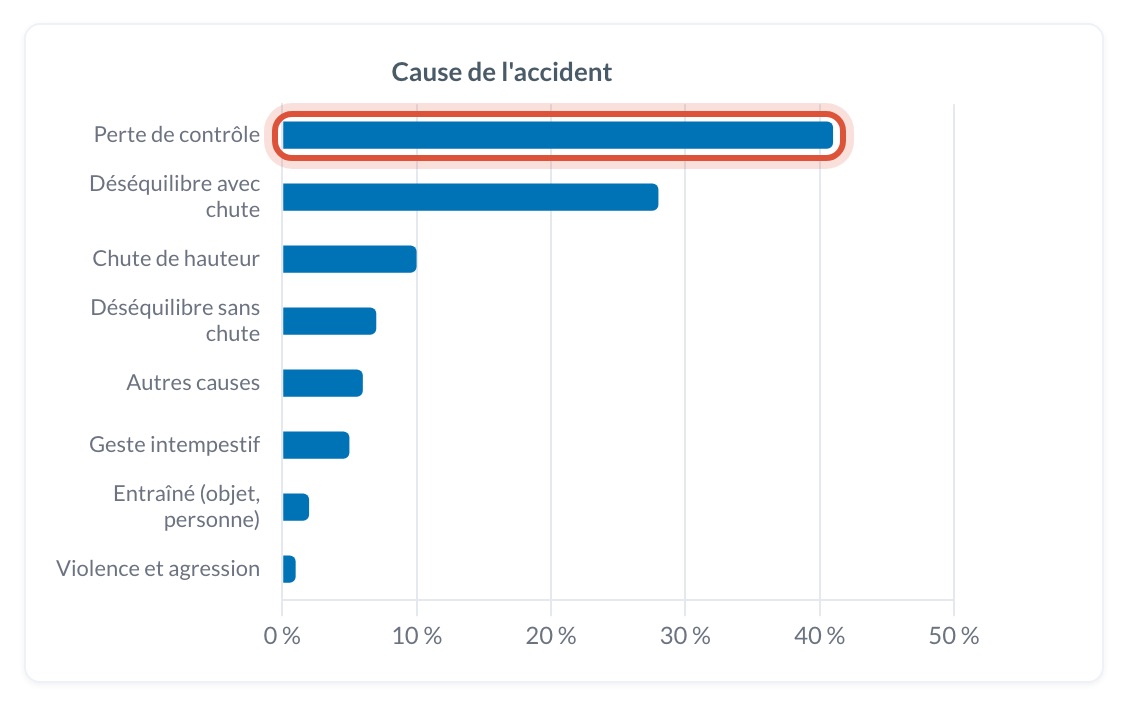 Cause de l'accident
Perte de contrôle
Déséquilibre avec
chute
Chute de hauteur
Déséquilibre sans
chute
Autres causes
Geste intempestif
Entraîné (objet,
personne)
Violence et agression
0 %
10 %
20 %
30 %
40 %
50 %